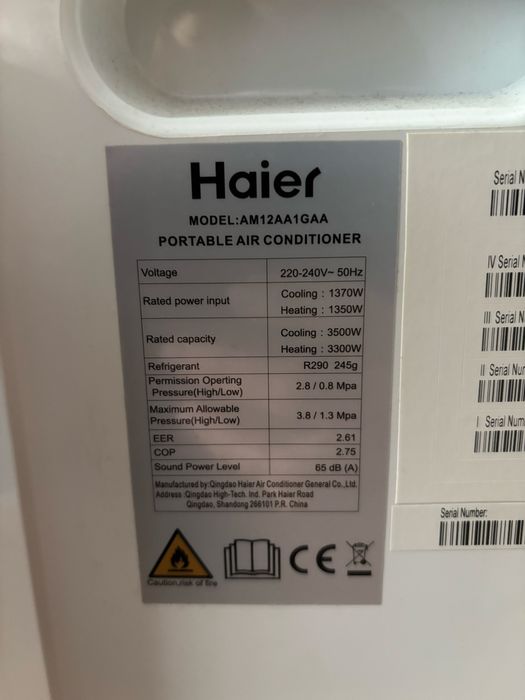 Haier
MODEL:AM12AA1GAA
PORTABLE AIR CONDITIONER
Voltage 220-240V~ 50Hz
Rated power input Cooling : 1370W
Heating : 1350W
Rated capacity Cooling : 3500W
Heating : 3300W
Refrigerant R290 245g
Permission Operting
Pressure(High/Low) 2.8 / 0.8 Mpa
Maximum Allowable
Pressure(High/Low) 3.8 / 1.3 Mpa
EER 2.61
COP 2.75
Sound Power Level 65 dB (A)
Manufactured by:Qingdao Haier Air Conditioner General Co.,Ltd.
Address :Qingdao High-Tech. Ind. Park Haier Road
Qingdao, Shandong 266101 P.R. China
Caution,risk of fire
CE
Serial N
IV Serial N
III Serial N
II Serial Nur
I Serial Num
Serial Number: